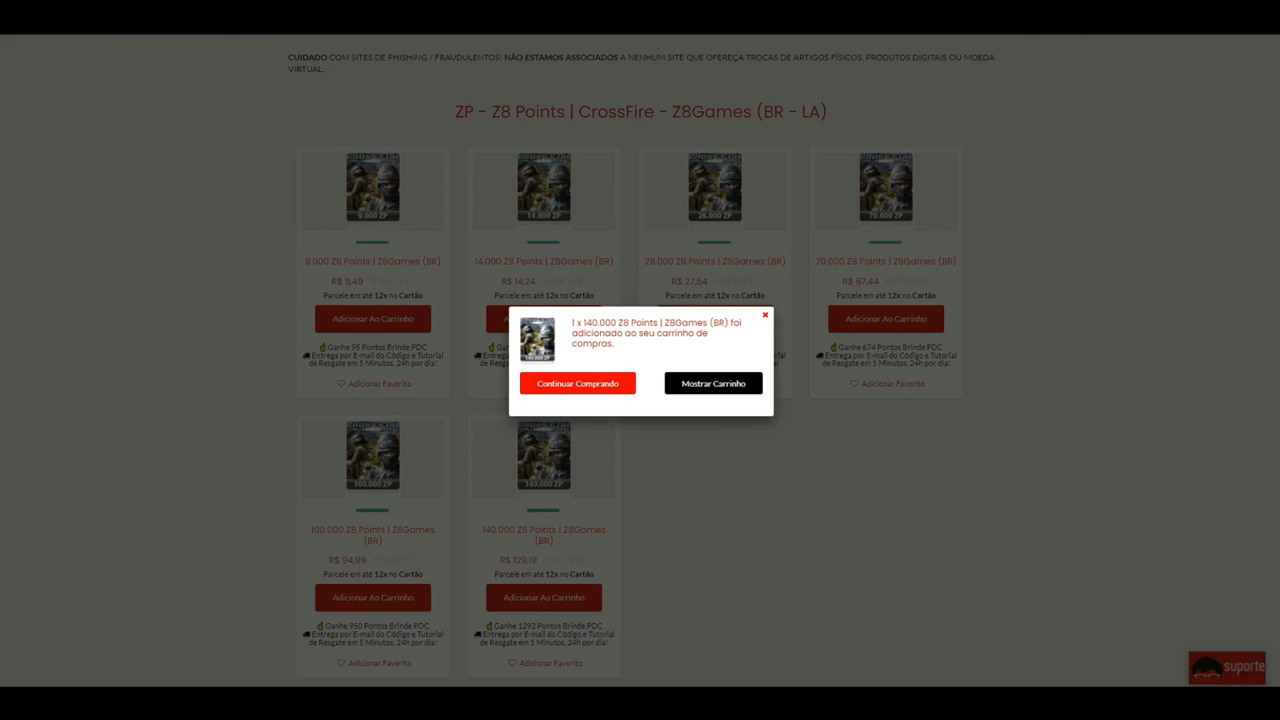 CUIDADO COM SITES DE PHISHING / FRAUDULENTOS! NÃO ESTAMOS ASSOCIADOS A NENHUM SITE QUE OFEREÇA TROCAS DE ARTIGOS FÍSICOS, PRODUTOS DIGITAIS OU MOEDA
VIRTUAL.
ZP - Z8 Points | CrossFire - Z8Games (BR - LA)
9.000 ZP
14.000 ZP
28.000 ZP
70.000 ZP
9.000 Z8 Points | Z8Games (BR)
14.000 Z8 Points | Z8Games (BR)
28.000 Z8 Points | Z8Games (BR)
70.000 Z8 Points | Z8Games (BR)
R$ 9,49
R$ 14,24
R$ 27,54
R$ 67,44
Parcele em até 12x no Cartão
Parcele em até 12x no Cartão
Parcele em até 12x no Cartão
Parcele em até 12x no Cartão
Adicionar Ao Carrinho
Adicionar Ao Carrinho
Ganhe 95 Pontos Brinde PDC
Entrega por E-mail do Código e Tutorial
de Resgate em 5 Minutos, 24h por dia!
Ganhe 674 Pontos Brinde PDC
Entrega por E-mail do Código e Tutorial
de Resgate em 5 Minutos, 24h por dia!
Adicionar Favorito
Adicionar Favorito
1 x 140.000 Z8 Points | Z8Games (BR) foi
adicionado ao seu carrinho de
compras.
140.000 ZP
Continuar Comprando
Mostrar Carrinho
100.000 ZP
140.000 ZP
100.000 Z8 Points | Z8Games
(BR)
140.000 Z8 Points | Z8Games
(BR)
R$ 94,99
R$ 129,19
Parcele em até 12x no Cartão
Parcele em até 12x no Cartão
Adicionar Ao Carrinho
Adicionar Ao Carrinho
Ganhe 950 Pontos Brinde PDC
Entrega por E-mail do Código e Tutorial
de Resgate em 5 Minutos, 24h por dia!
Ganhe 1292 Pontos Brinde PDC
Entrega por E-mail do Código e Tutorial
de Resgate em 5 Minutos, 24h por dia!
Adicionar Favorito
Adicionar Favorito
suporte